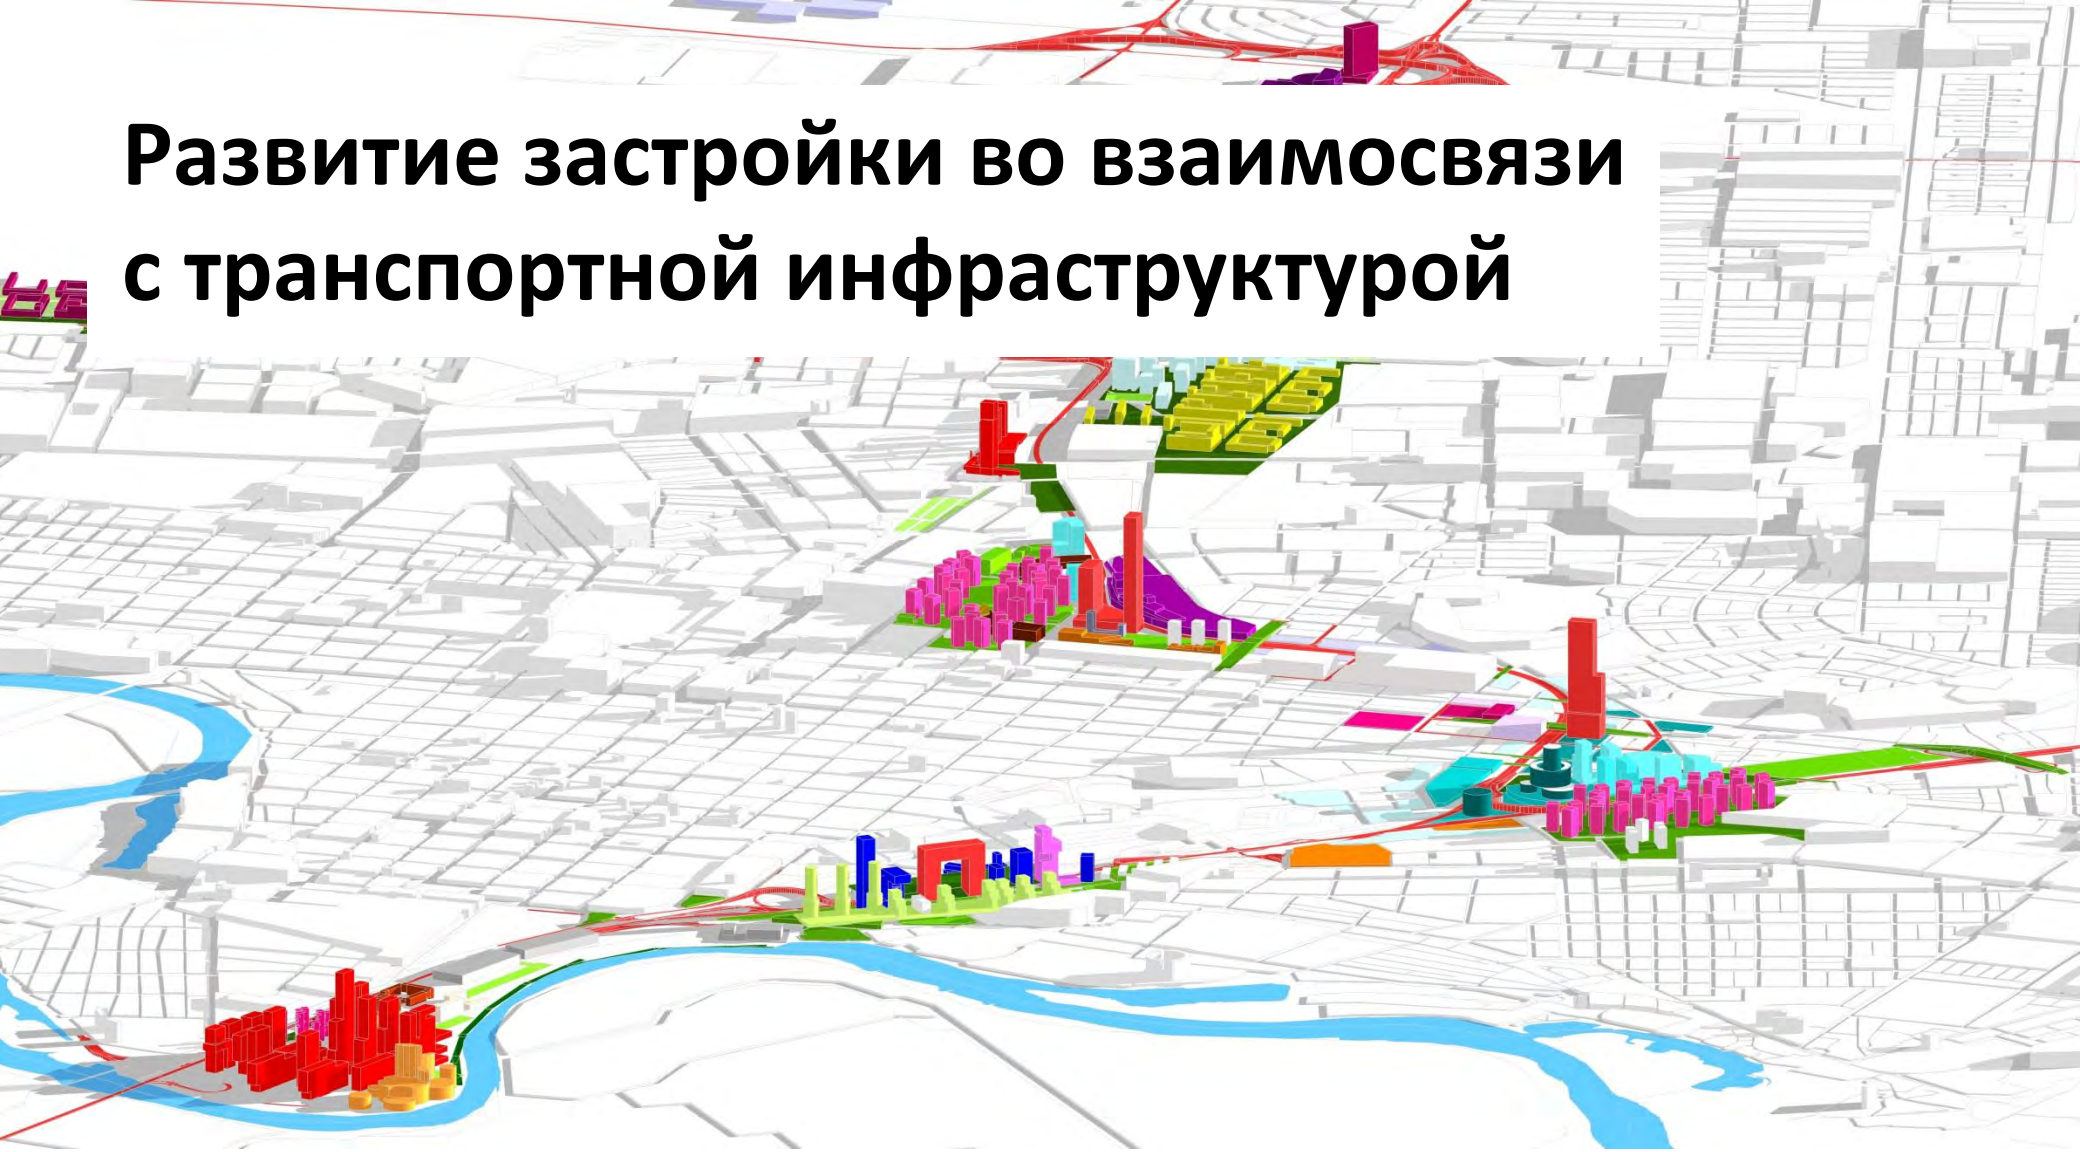 Развитие застройки во взаимосвязи
с транспортной инфраструктурой